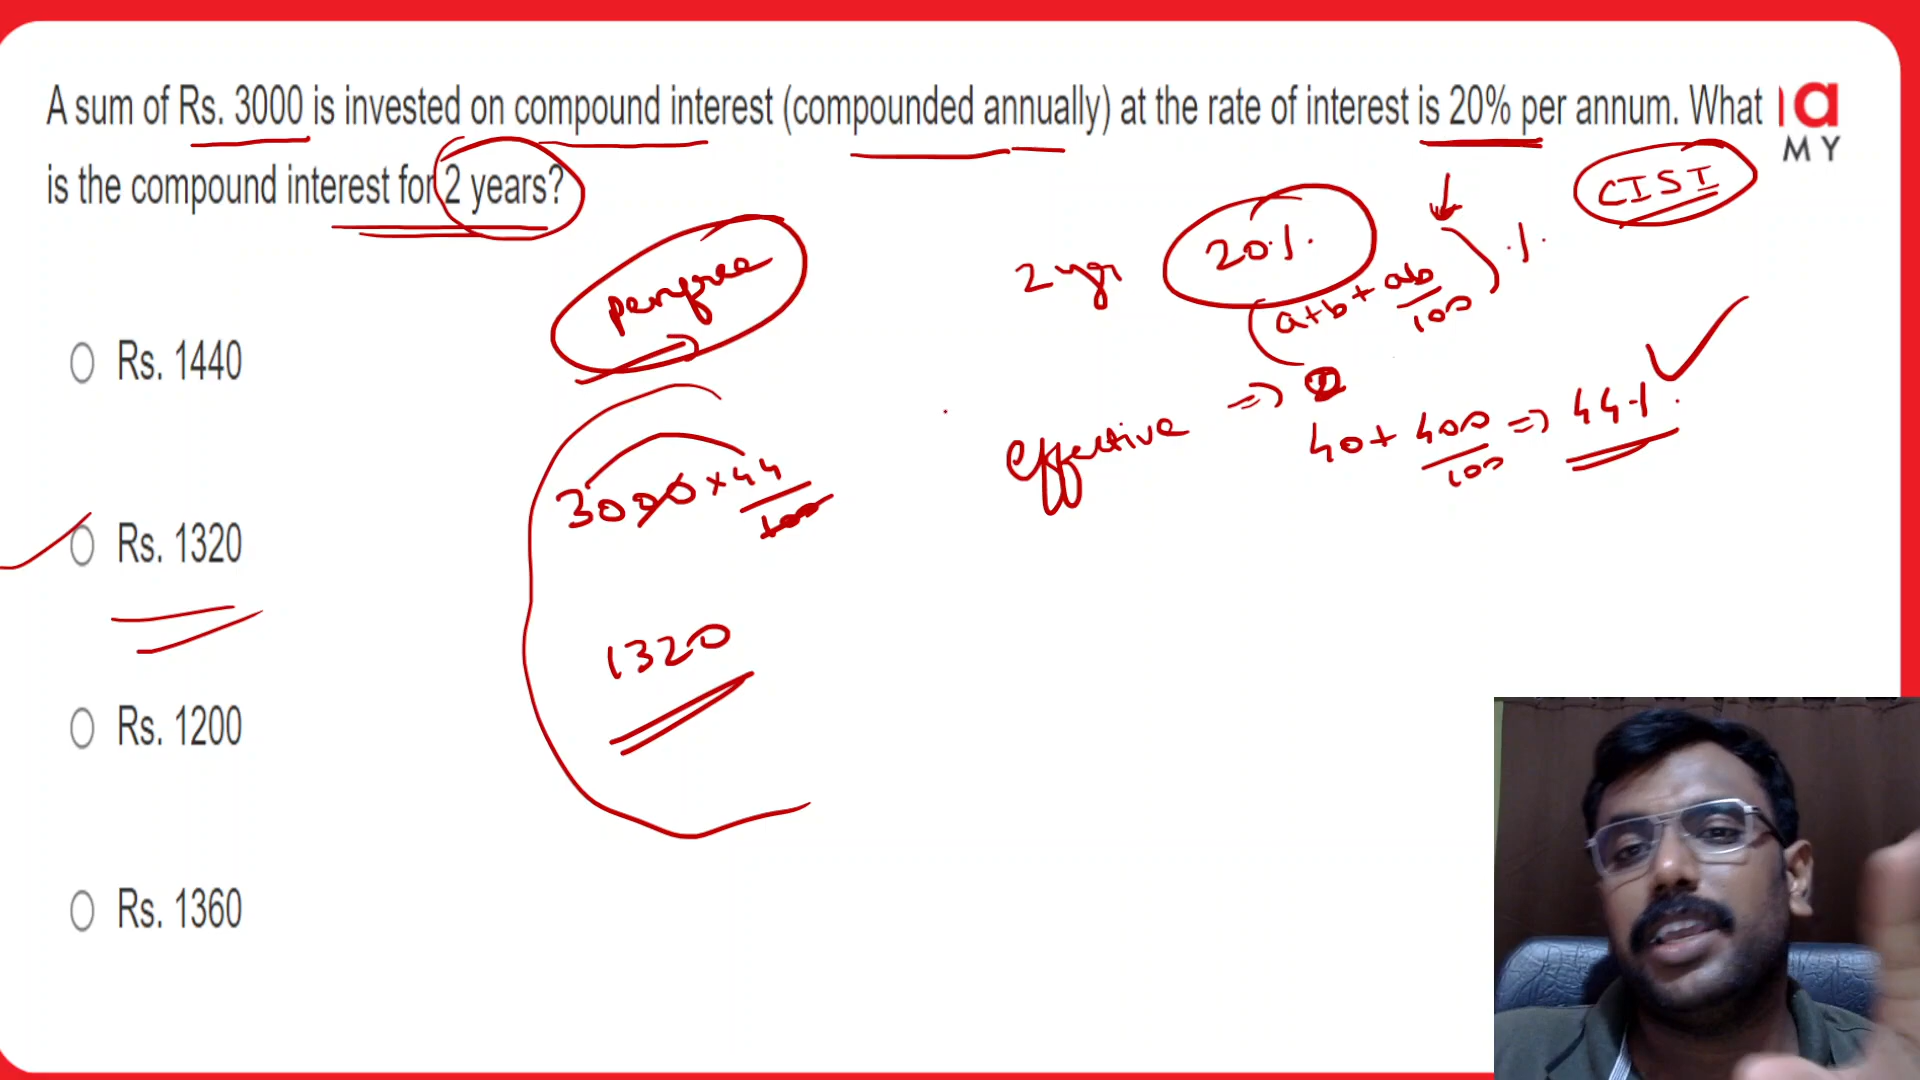 A sum of Rs. 3000 is invested on compound interest (compounded annually) at the rate of interest is 20% per annum. What
is the compound interest for 2 years?
a
MY
CISI
2 yr 20%
(a+b+ab/100)%
effective => 40+400/100 => 44%
Rs. 1440
3000×44/100
Rs. 1320
1320
Rs. 1200
Rs. 1360